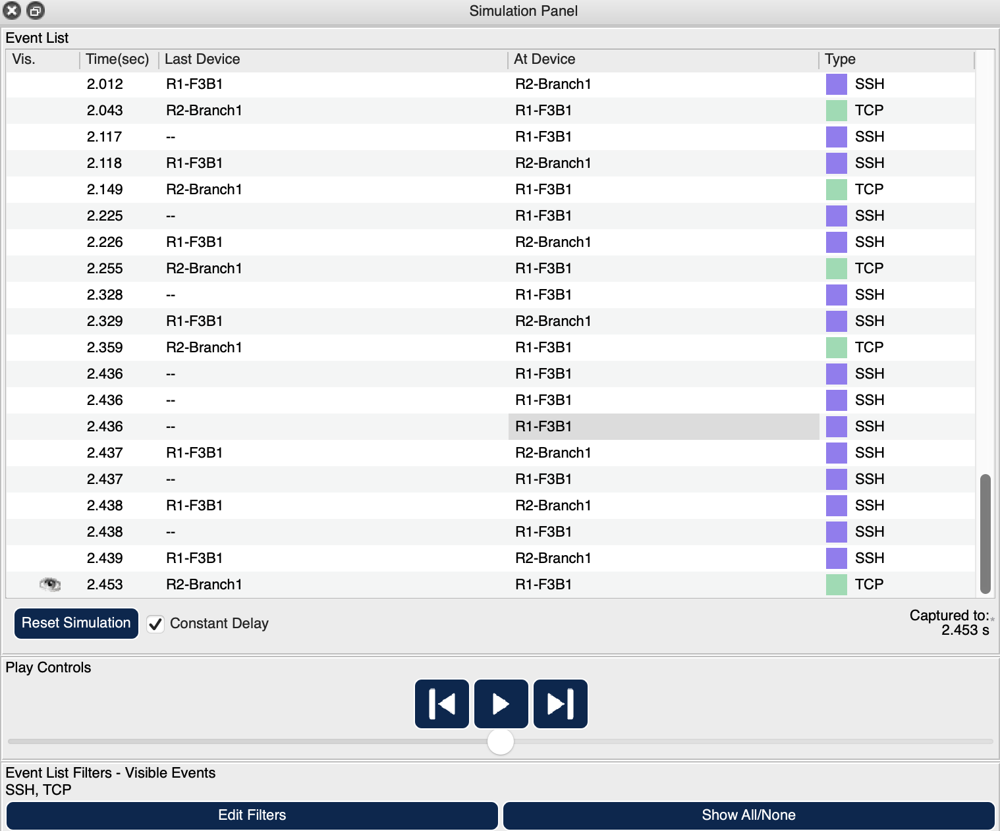 Simulation Panel
Event List
Vis. Time(sec) Last Device At Device Type
2.012 R1-F3B1 R2-Branch1 SSH
2.043 R2-Branch1 R1-F3B1 TCP
2.117 -- R1-F3B1 SSH
2.118 R1-F3B1 R2-Branch1 SSH
2.149 R2-Branch1 R1-F3B1 TCP
2.225 -- R1-F3B1 SSH
2.226 R1-F3B1 R2-Branch1 SSH
2.255 R2-Branch1 R1-F3B1 TCP
2.328 -- R1-F3B1 SSH
2.329 R1-F3B1 R2-Branch1 SSH
2.359 R2-Branch1 R1-F3B1 TCP
2.436 -- R1-F3B1 SSH
2.436 -- R1-F3B1 SSH
2.436 -- R1-F3B1 SSH
2.437 R1-F3B1 R2-Branch1 SSH
2.437 -- R1-F3B1 SSH
2.438 R1-F3B1 R2-Branch1 SSH
2.438 -- R1-F3B1 SSH
2.439 R1-F3B1 R2-Branch1 SSH
2.453 R2-Branch1 R1-F3B1 TCP
Reset Simulation Constant Delay Captured to:*
2.453 s
Play Controls
Event List Filters - Visible Events
SSH, TCP
Edit Filters Show All/None